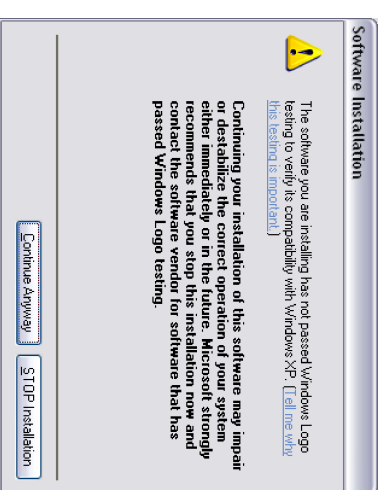 Software Installation
The software you are installing has not passed Windows Logo
testing to verify its compatibility with Windows XP. (Tell me why
this testing is important.)
Continuing your installation of this software may impair
or destabilize the correct operation of your system
either immediately or in the future. Microsoft strongly
recommends that you stop this installation now and
contact the software vendor for software that has
passed Windows Logo testing.
Continue Anyway
STOP Installation